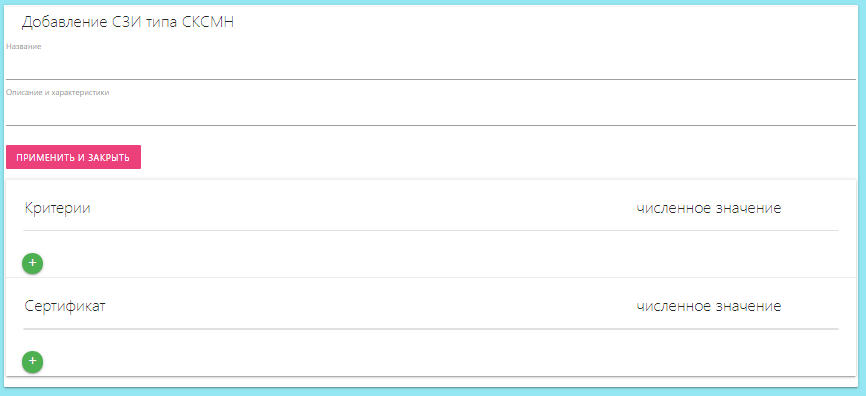 Добавление СЗИ типа СКСМН
Название
Описание и характеристики
ПРИМЕНИТЬ И ЗАКРЫТЬ
Критерии численное значение
+
Сертификат численное значение
+